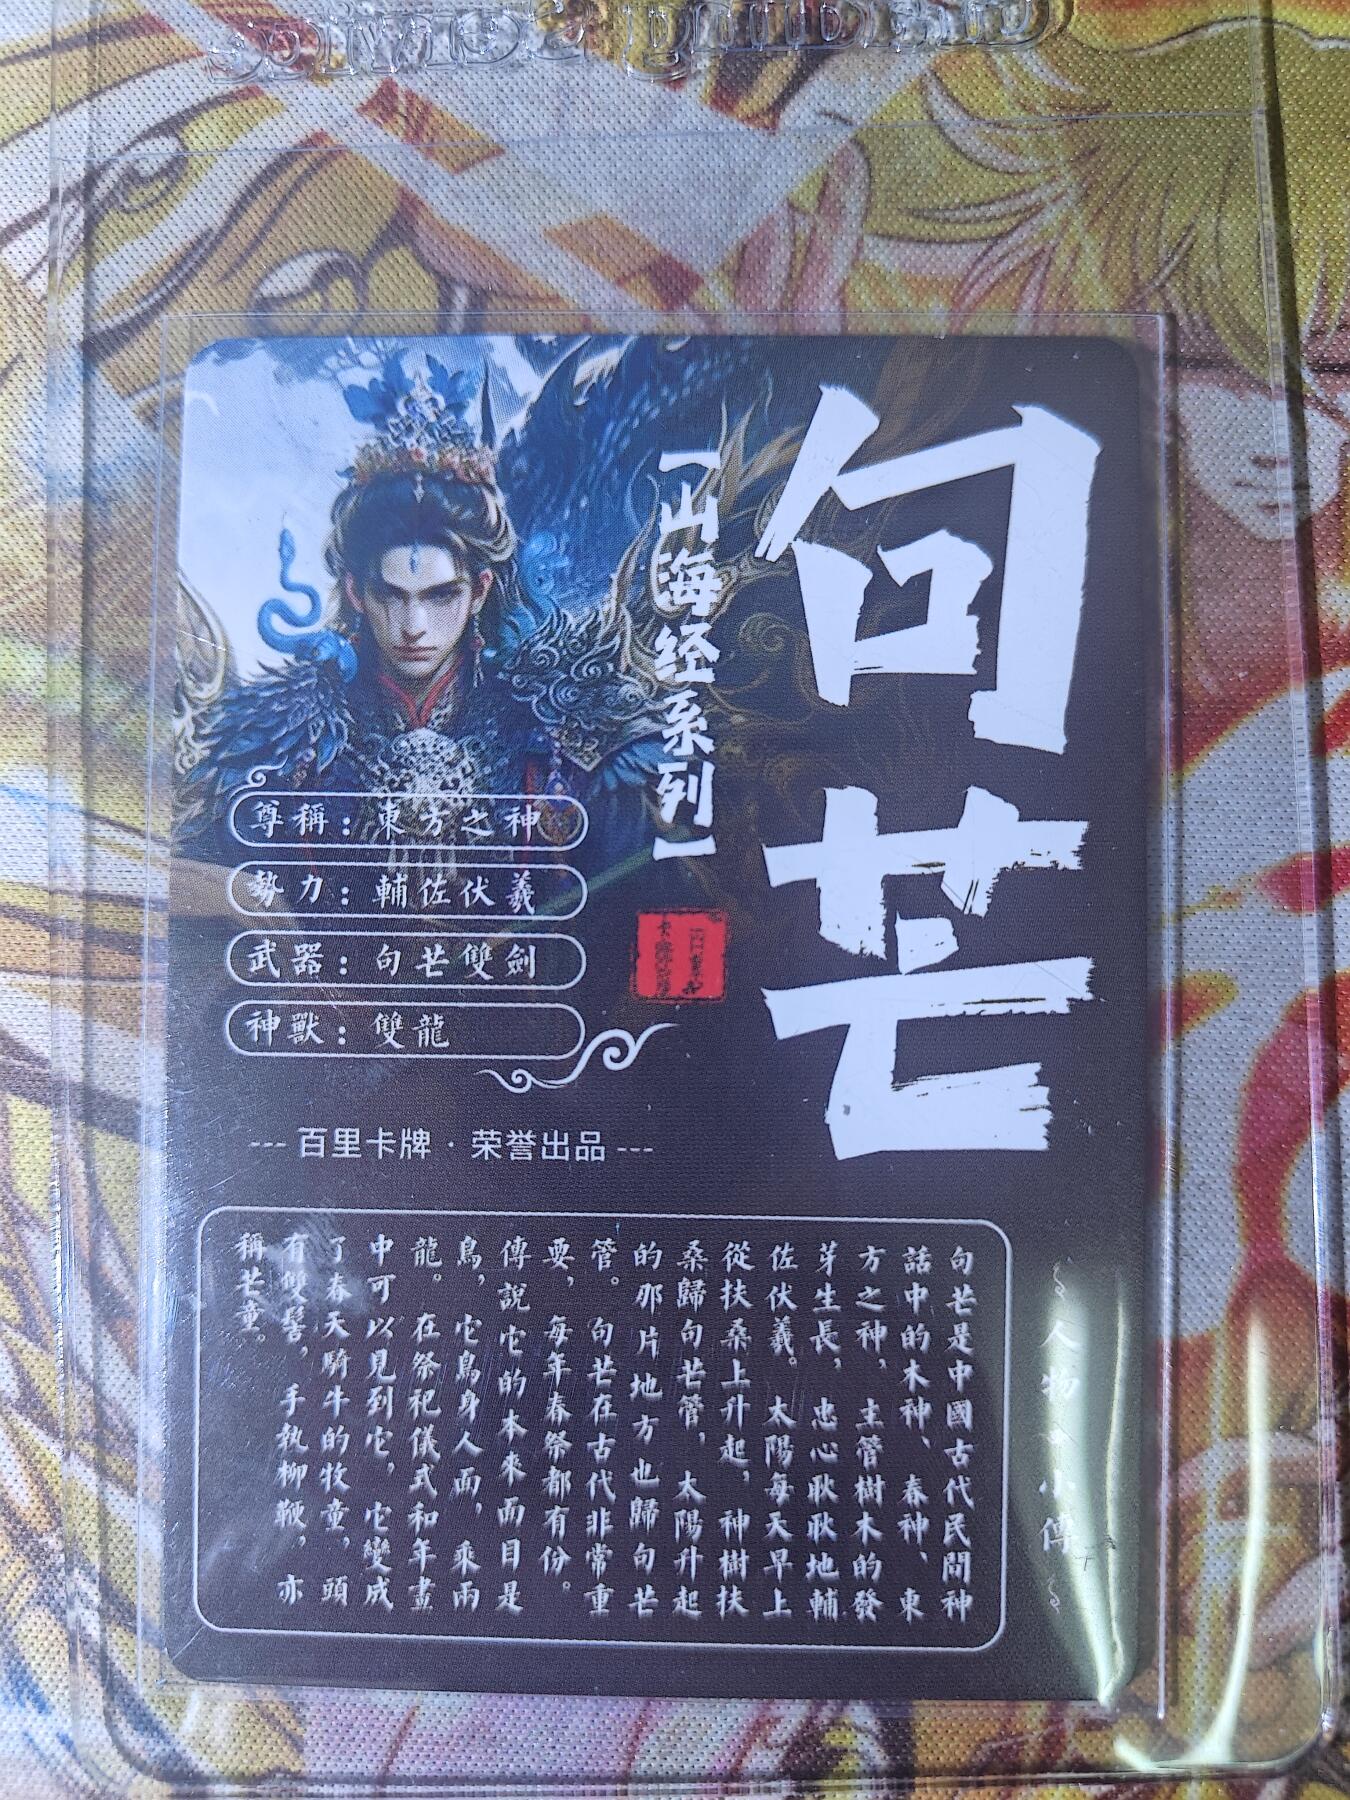 句芒
【山海经系列】
尊稱：東方之神
勢力：輔佐伏羲
武器：句芒雙劍
神獸：雙龍
--- 百里卡牌 · 荣誉出品 ---
人物·小傳
句芒是中國古代民間神
話中的木神、春神、東
方之神，主管樹木的發
芽生長，忠心耿耿地輔
佐伏羲。太陽每天早上
從扶桑上升起，神樹扶
桑歸句芒管，太陽升起
的那片地方也歸句芒
管。句芒在古代非常重
要，每年春祭都有份。
傳說它的本來面目是
鳥，它鳥身人面，乘兩
龍。在祭祀儀式和年畫
中可以見到它，它變成
了春天騎牛的牧童，頭
有雙髻，手執柳鞭，亦
稱芒童。